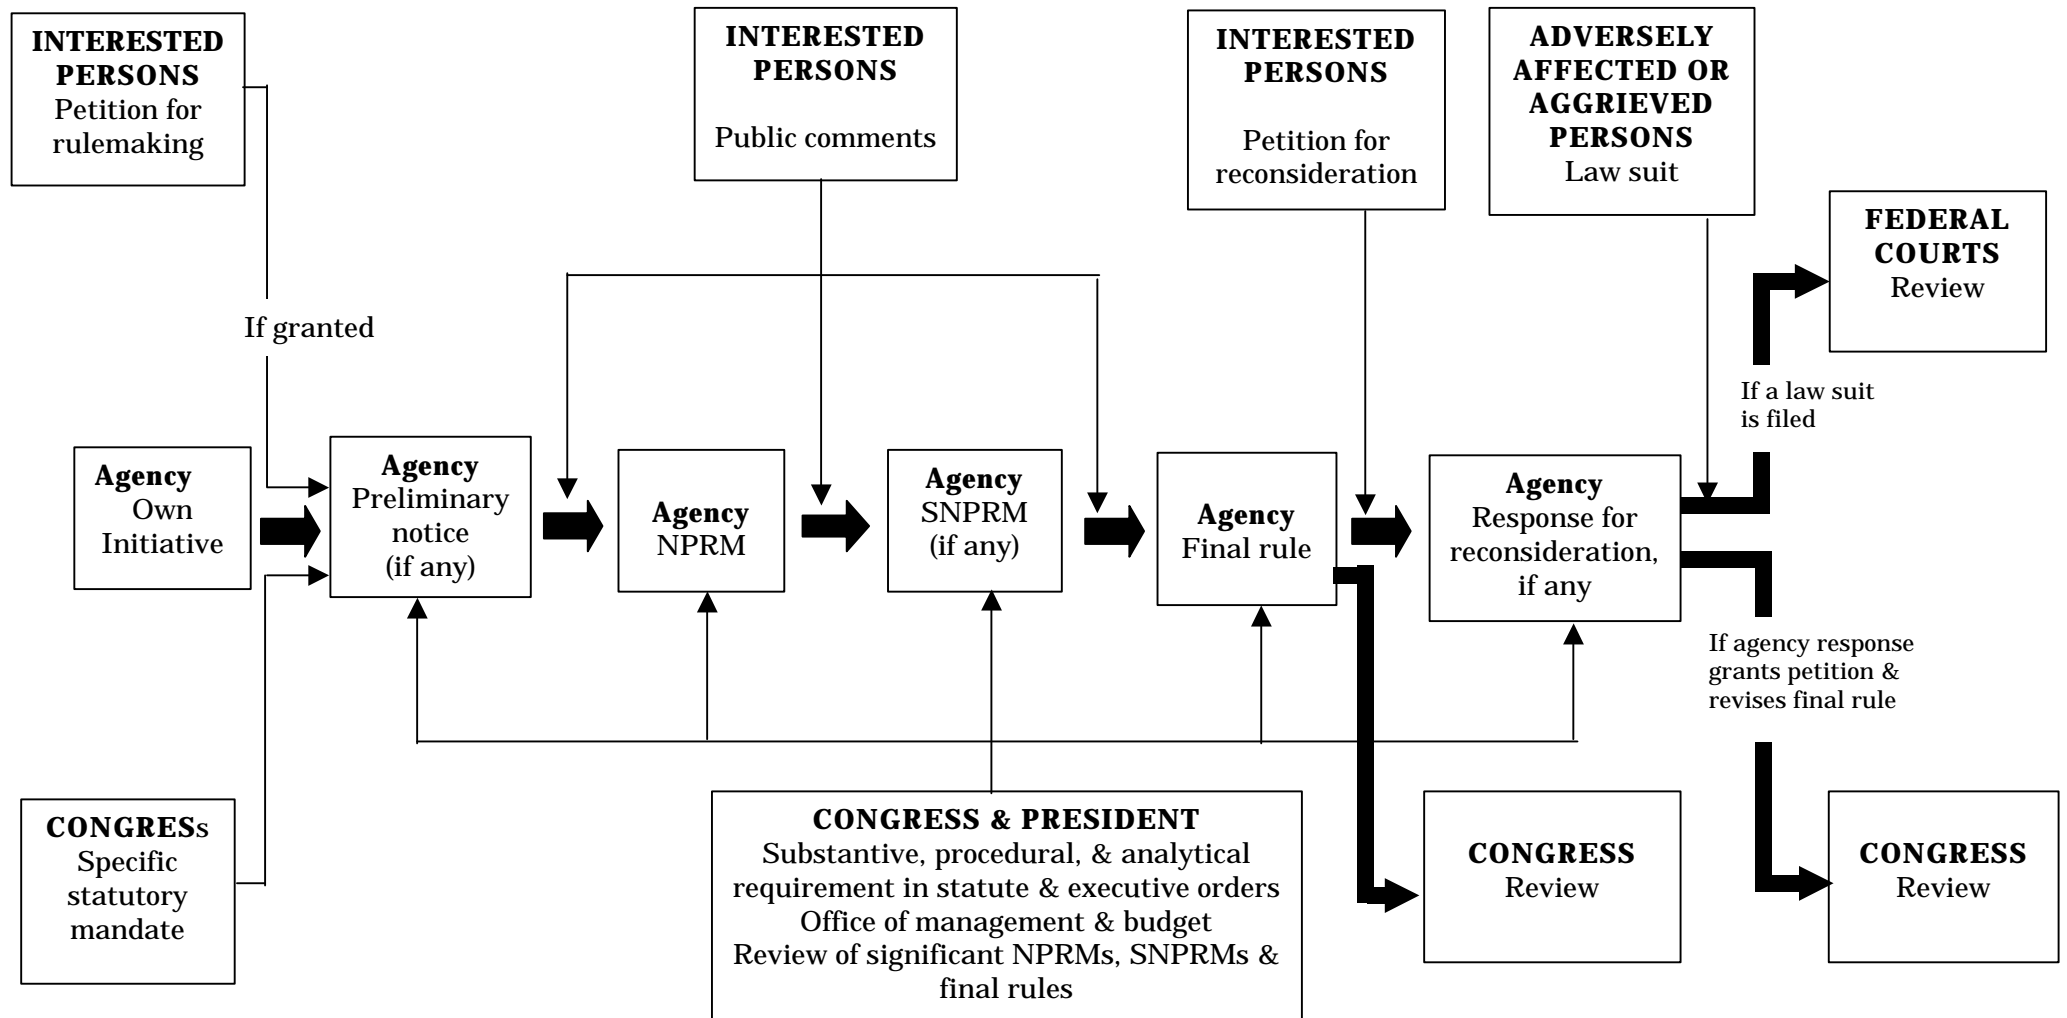 INTERESTED
PERSONS
Petition for
rulemaking
INTERESTED
PERSONS
Public comments
INTERESTED
PERSONS
Petition for
reconsideration
ADVERSELY
AFFECTED OR
AGGRIEVED
PERSONS
Law suit
FEDERAL
COURTS
Review
If granted
If a law suit
is filed
Agency
Own
Initiative
Agency
Preliminary
notice
(if any)
Agency
NPRM
Agency
SNPRM
(if any)
Agency
Final rule
Agency
Response for
reconsideration,
if any
If agency response
grants petition &
revises final rule
CONGRESs
Specific
statutory
mandate
CONGRESS & PRESIDENT
Substantive, procedural, & analytical
requirement in statute & executive orders
Office of management & budget
Review of significant NPRMs, SNPRMs &
final rules
CONGRESS
Review
CONGRESS
Review